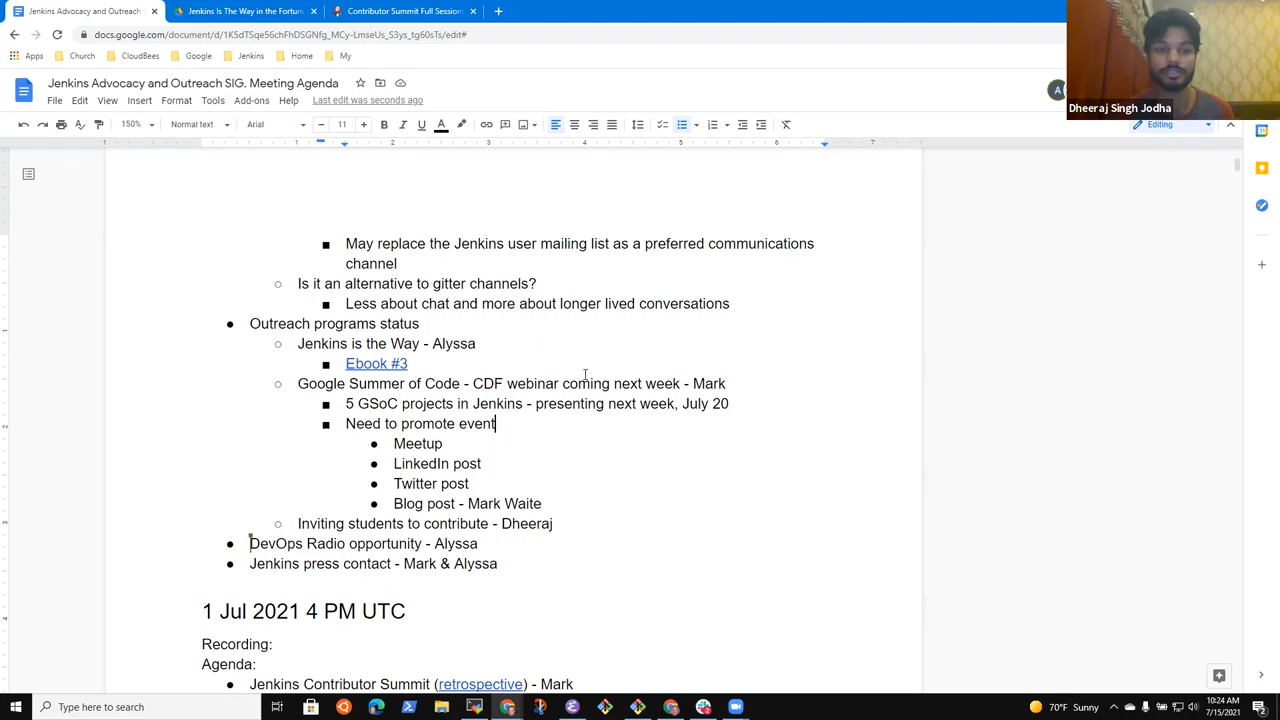 Jenkins Advocacy and Outreach S
Jenkins Is The Way in the Fortun
Contributor Summit Full Session
docs.google.com/document/d/1K5dTSqe56chFhDSGNfg_MCy-LmseUs_S3ys_tg60sTs/edit#
Apps Church CloudBees Google Jenkins Home My
Jenkins Advocacy and Outreach SIG. Meeting Agenda
File Edit View Insert Format Tools Add-ons Help Last edit was seconds ago
A
Dheeraj Singh Jodha
150% Normal text Arial 11 Editing
1 1 2 3 4 5 6 7
May replace the Jenkins user mailing list as a preferred communications
channel
Is it an alternative to gitter channels?
Less about chat and more about longer lived conversations
Outreach programs status
Jenkins is the Way - Alyssa
Ebook #3
Google Summer of Code - CDF webinar coming next week - Mark
5 GSoC projects in Jenkins - presenting next week, July 20
Need to promote event
Meetup
LinkedIn post
Twitter post
Blog post - Mark Waite
Inviting students to contribute - Dheeraj
DevOps Radio opportunity - Alyssa
Jenkins press contact - Mark & Alyssa
1 Jul 2021 4 PM UTC
Recording:
Agenda:
Jenkins Contributor Summit (retrospective) - Mark
Type here to search
70°F Sunny
10:24 AM
7/15/2021